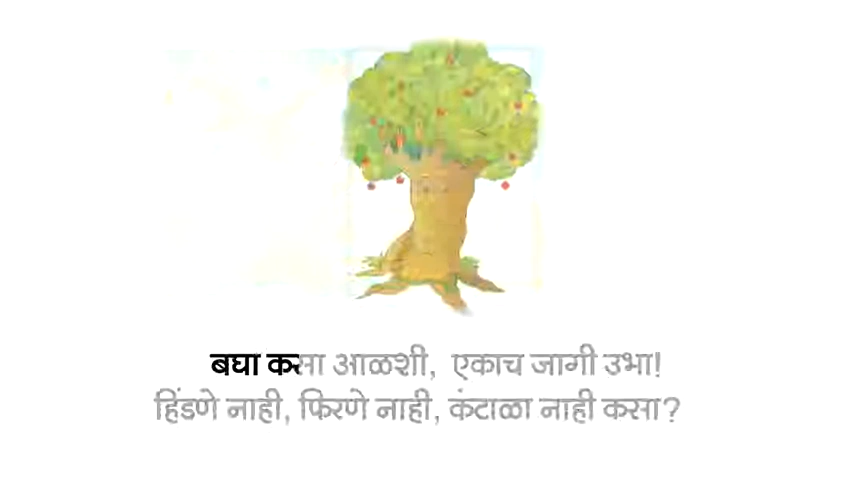 बघा कसा आळशी, एकाच जागी उभा!
हिंडणे नाही, फिरणे नाही, कंटाळा नाही कसा?